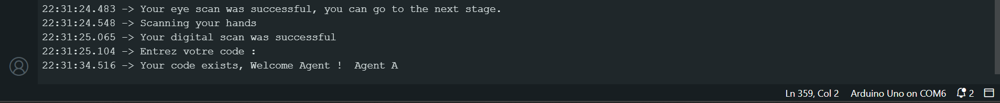 22:31:24.483 -> Your eye scan was successful, you can go to the next stage.
22:31:24.548 -> Scanning your hands
22:31:25.065 -> Your digital scan was successful
22:31:25.104 -> Entrez votre code :
22:31:34.516 -> Your code exists, Welcome Agent !  Agent A
Ln 359, Col 2 Arduino Uno on COM6 2